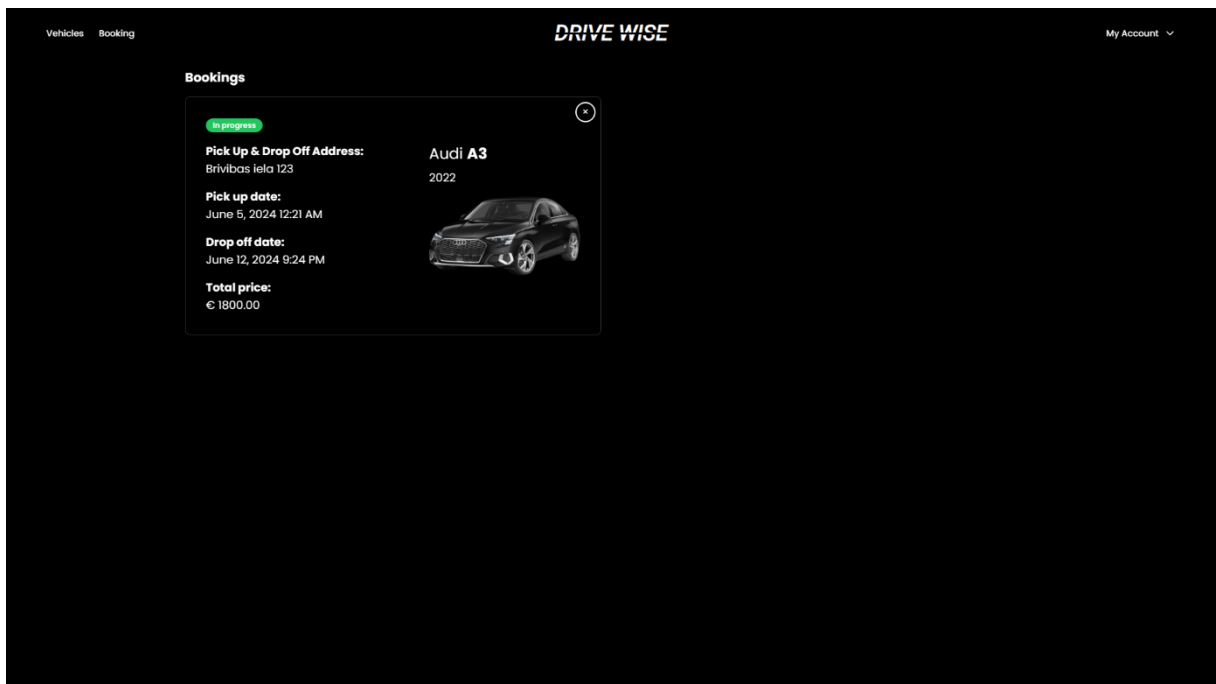 Vehicles Booking
DRIVE WISE
My Account
Bookings
In progress
Pick Up & Drop Off Address:
Brivibas iela 123
Pick up date:
June 5, 2024 12:21 AM
Drop off date:
June 12, 2024 9:24 PM
Total price:
€ 1800.00
Audi A3
2022